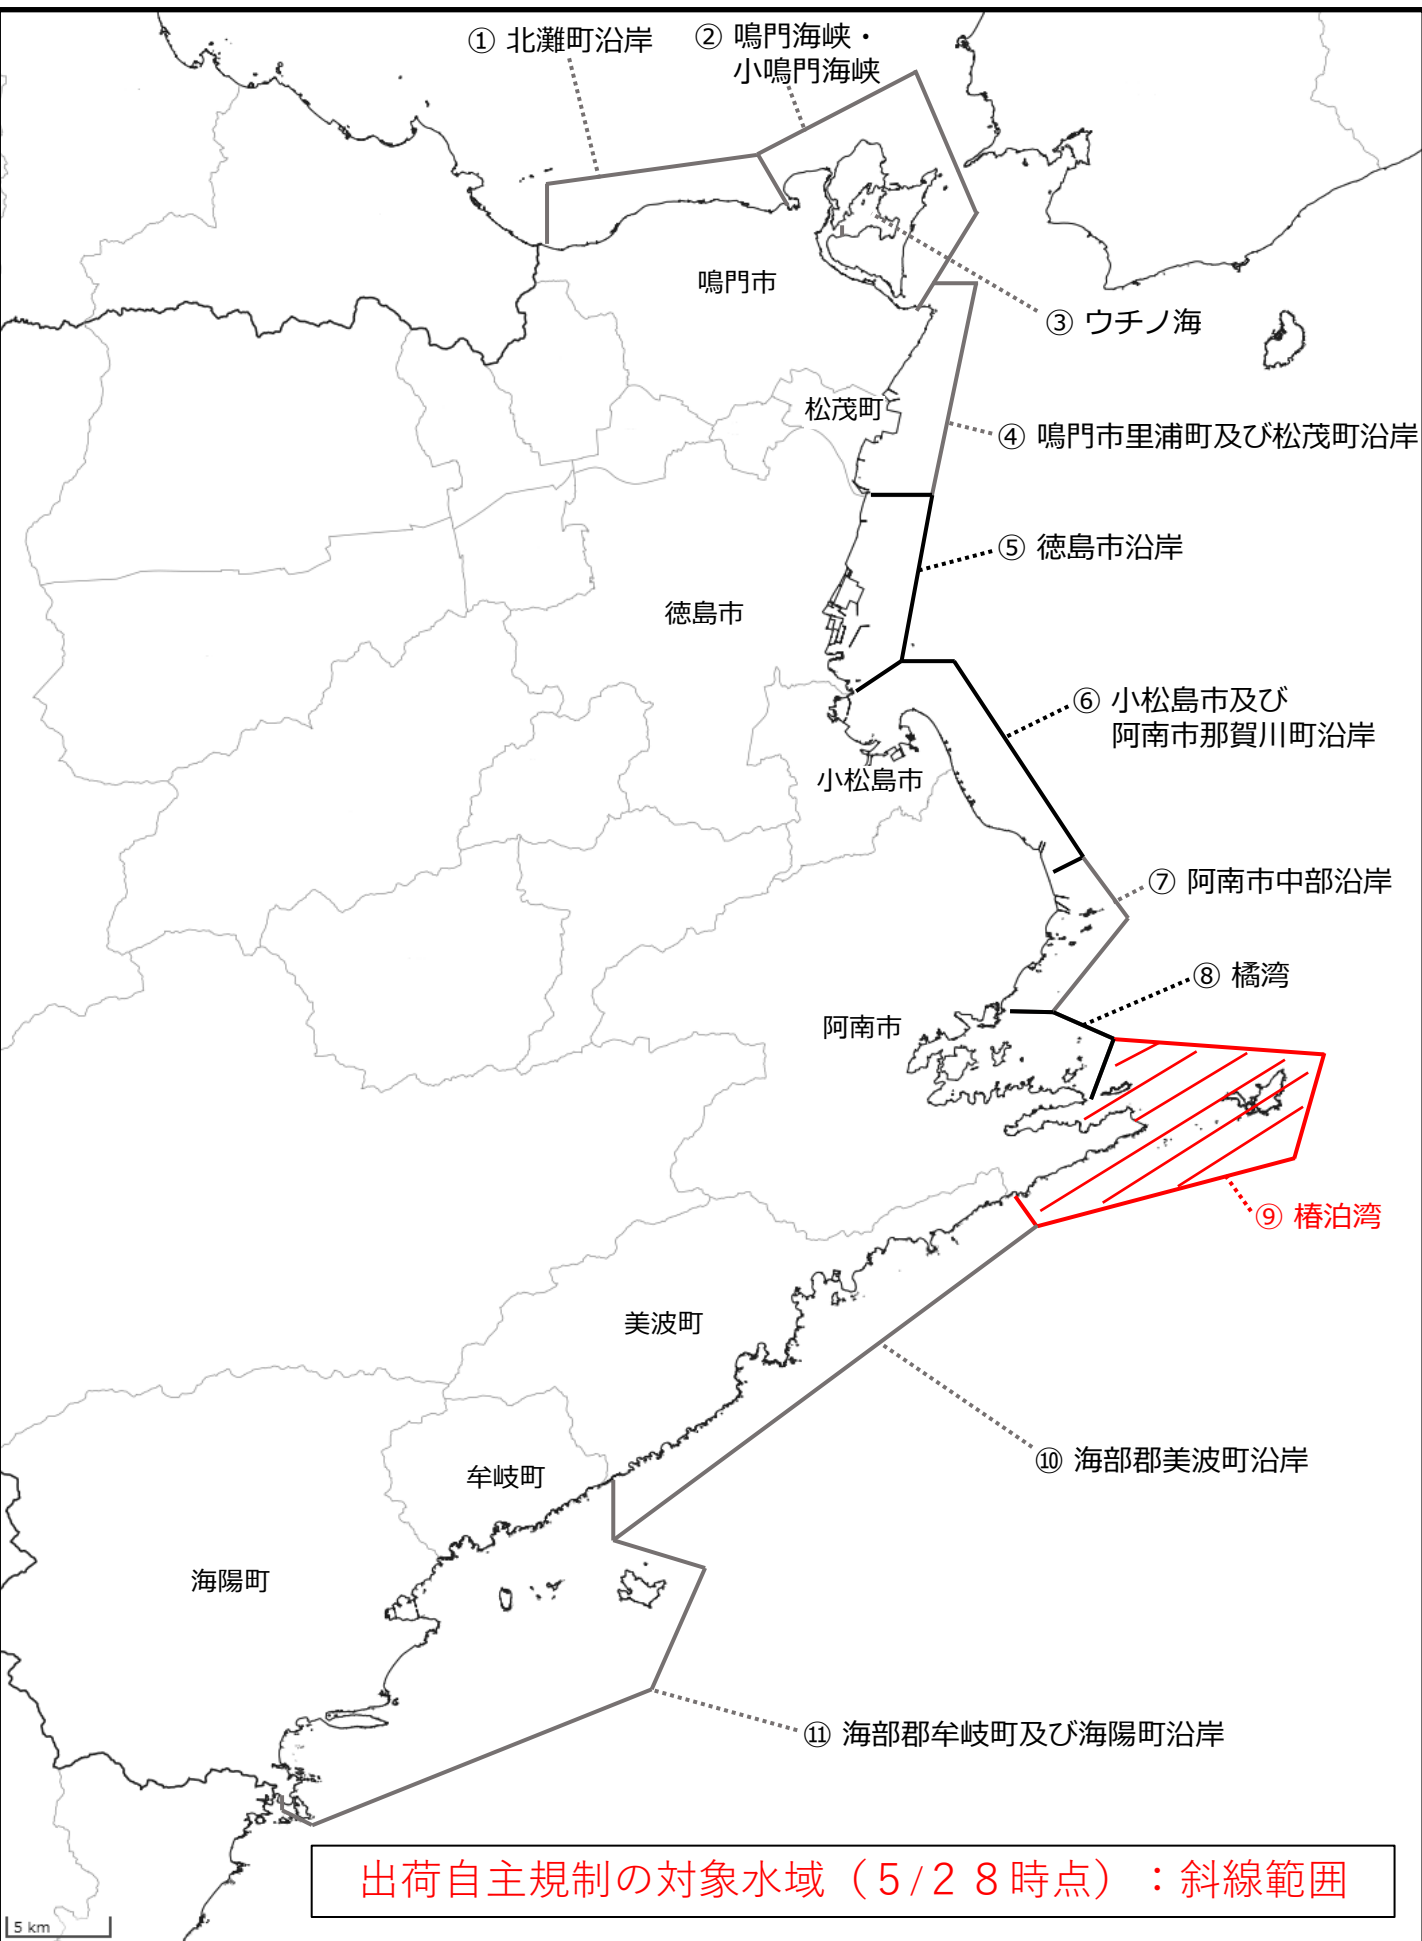 ① 北灘町沿岸
② 鳴門海峡・
小鳴門海峡
鳴門市
③ ウチノ海
松茂町
④ 鳴門市里浦町及び松茂町沿岸
⑤ 徳島市沿岸
徳島市
⑥ 小松島市及び
阿南市那賀川町沿岸
小松島市
⑦ 阿南市中部沿岸
⑧ 橘湾
阿南市
⑨ 椿泊湾
美波町
⑩ 海部郡美波町沿岸
牟岐町
海陽町
⑪ 海部郡牟岐町及び海陽町沿岸
出荷自主規制の対象水域（５/２８時点）：斜線範囲
5 km